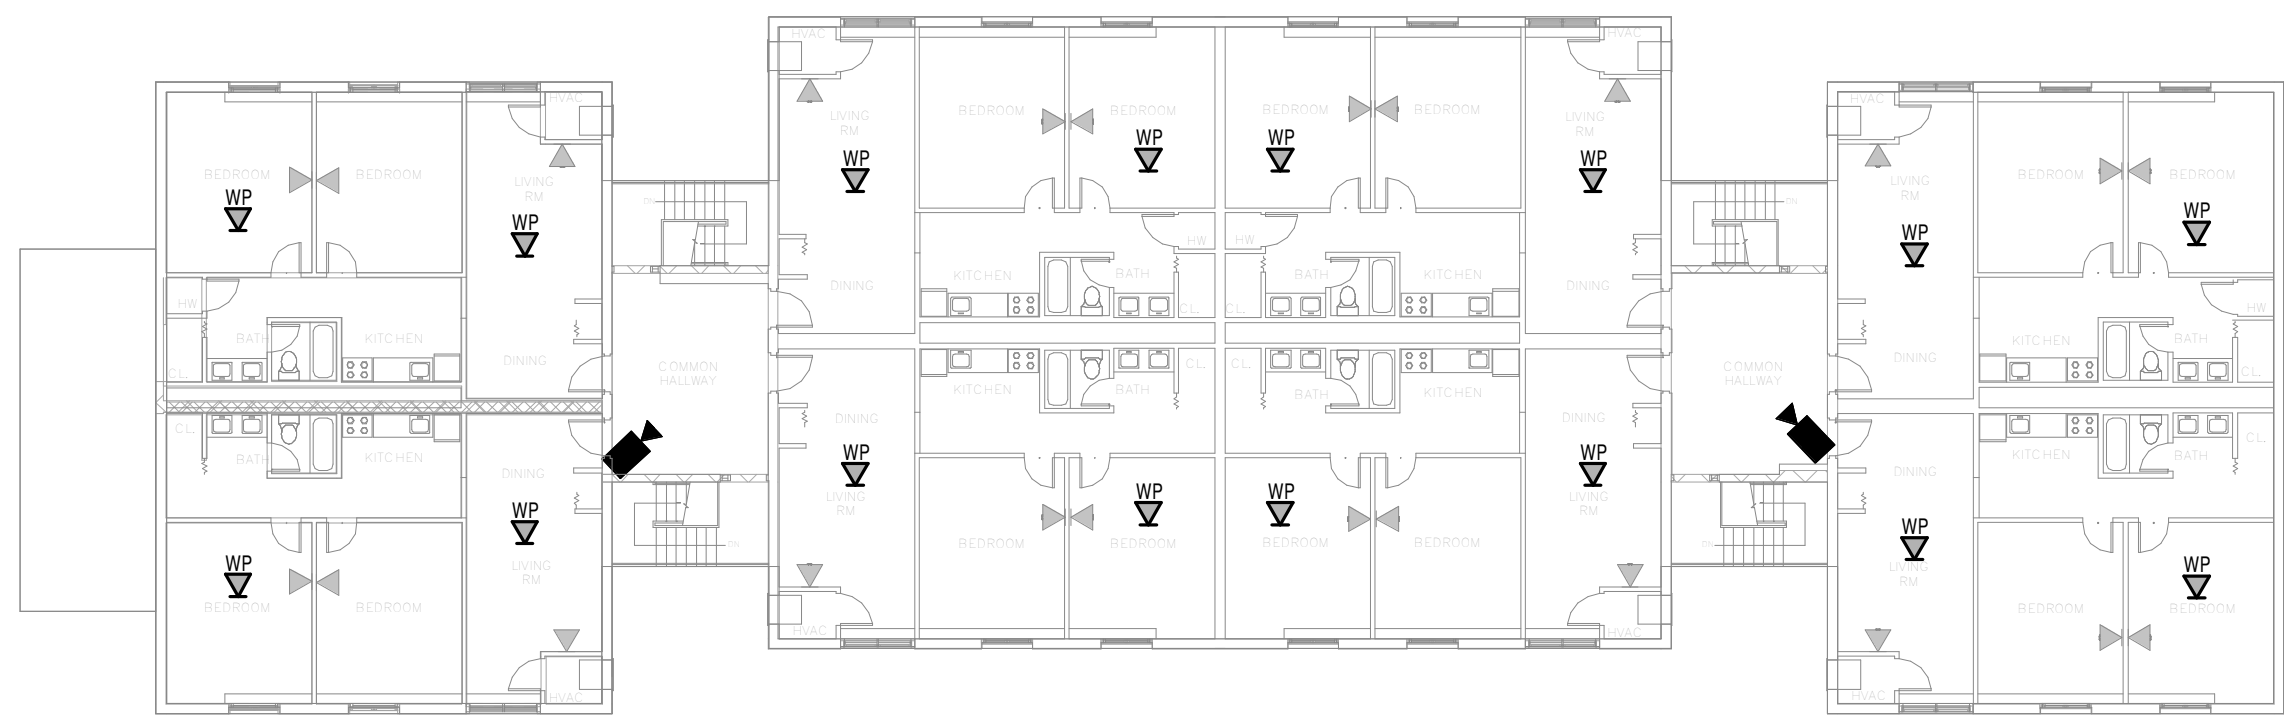 HVAC
HVAC
HVAC
HVAC
BEDROOM
BEDROOM
BEDROOM
BEDROOM
LIVING
RM
LIVING
RM
WP
WP
WP
WP
BEDROOM
BEDROOM
LIVING
RM
LIVING
RM
BEDROOM
BEDROOM
WP
WP
WP
WP
DN
DN
HW
HW
KITCHEN
BATH
BATH
KITCHEN
DINING
DINING
HW
HW
CL.
CL.
BATH
KITCHEN
DINING
DINING
KITCHEN
BATH
CL.
CL.
COMMON
HALLWAY
COMMON
HALLWAY
CL.
CL.
KITCHEN
BATH
BATH
KITCHEN
DINING
DINING
CL.
CL.
BATH
KITCHEN
DINING
DINING
KITCHEN
BATH
WP
WP
WP
WP
LIVING
RM
LIVING
RM
WP
WP
WP
WP
DN
DN
BEDROOM
BEDROOM
BEDROOM
BEDROOM
LIVING
RM
LIVING
RM
BEDROOM
BEDROOM
BEDROOM
BEDROOM
HVAC
HVAC
HVAC
HVAC